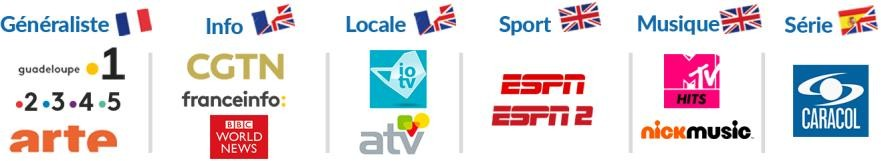 Généraliste
Info
Locale
Sport
Musique
Série
guadeloupe 1
2 3 4 5
arte
CGTN
franceinfo:
BBC
WORLD
NEWS
io
tv
atv
ESPN
ESPN 2
MTV
HITS
nickmusic
CARACOL